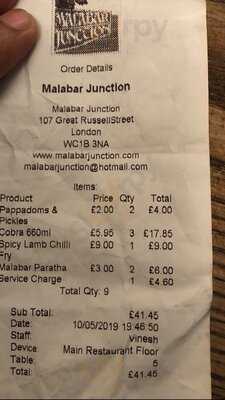 MALABAR
JUNCTION
Order Details
Malabar Junction
Malabar Junction
107 Great RussellStreet
London
WC1B 3NA
www.malabarjunction.com
malabarjunction@hotmail.com
Items:
Product Price Qty Total
Pappadoms & £2.00 2 £4.00
Pickles
Cobra 660ml £5.95 3 £17.85
Spicy Lamb Chilli £9.00 1 £9.00
Fry
Malabar Paratha £3.00 2 £6.00
Service Charge 1 £4.60
Total Qty: 9
Sub Total: £41.45
Date: 10/05/2019 19:46:50
Staff: Vinesh
Device: Main Restaurant Floor
Table: 5
Total: £41.45